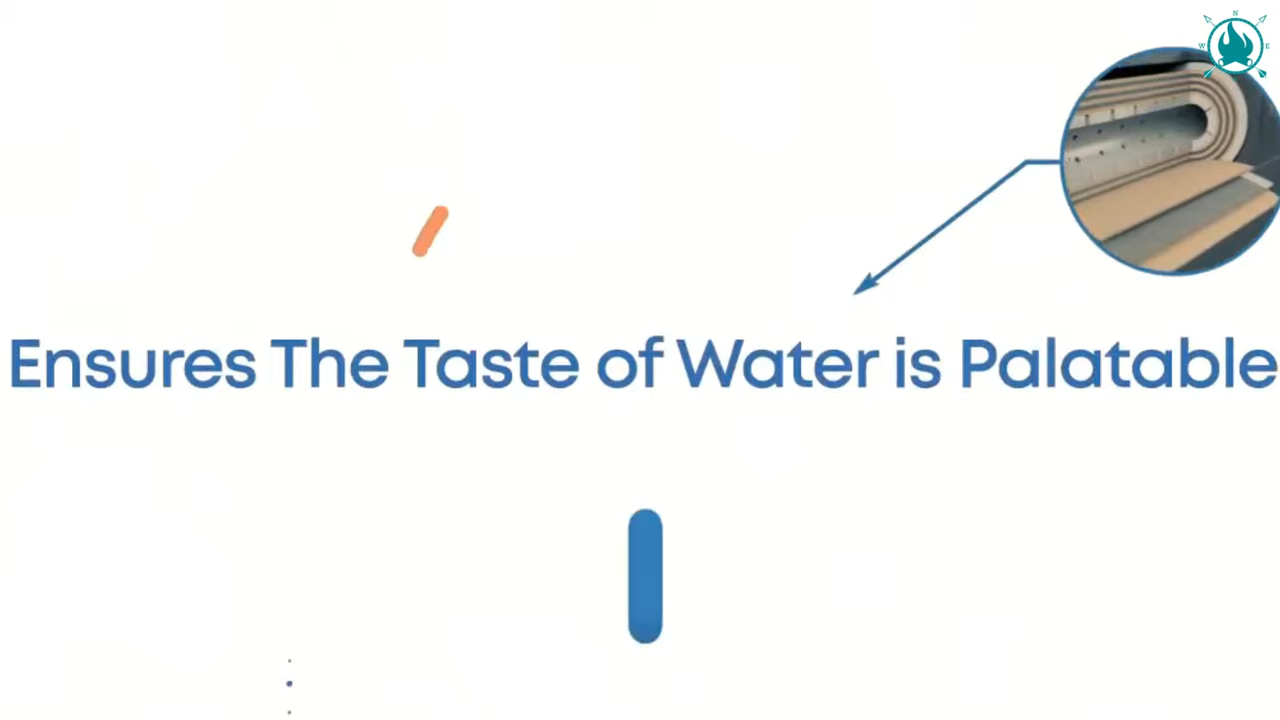 N
W E
Ensures The Taste of Water is Palatable